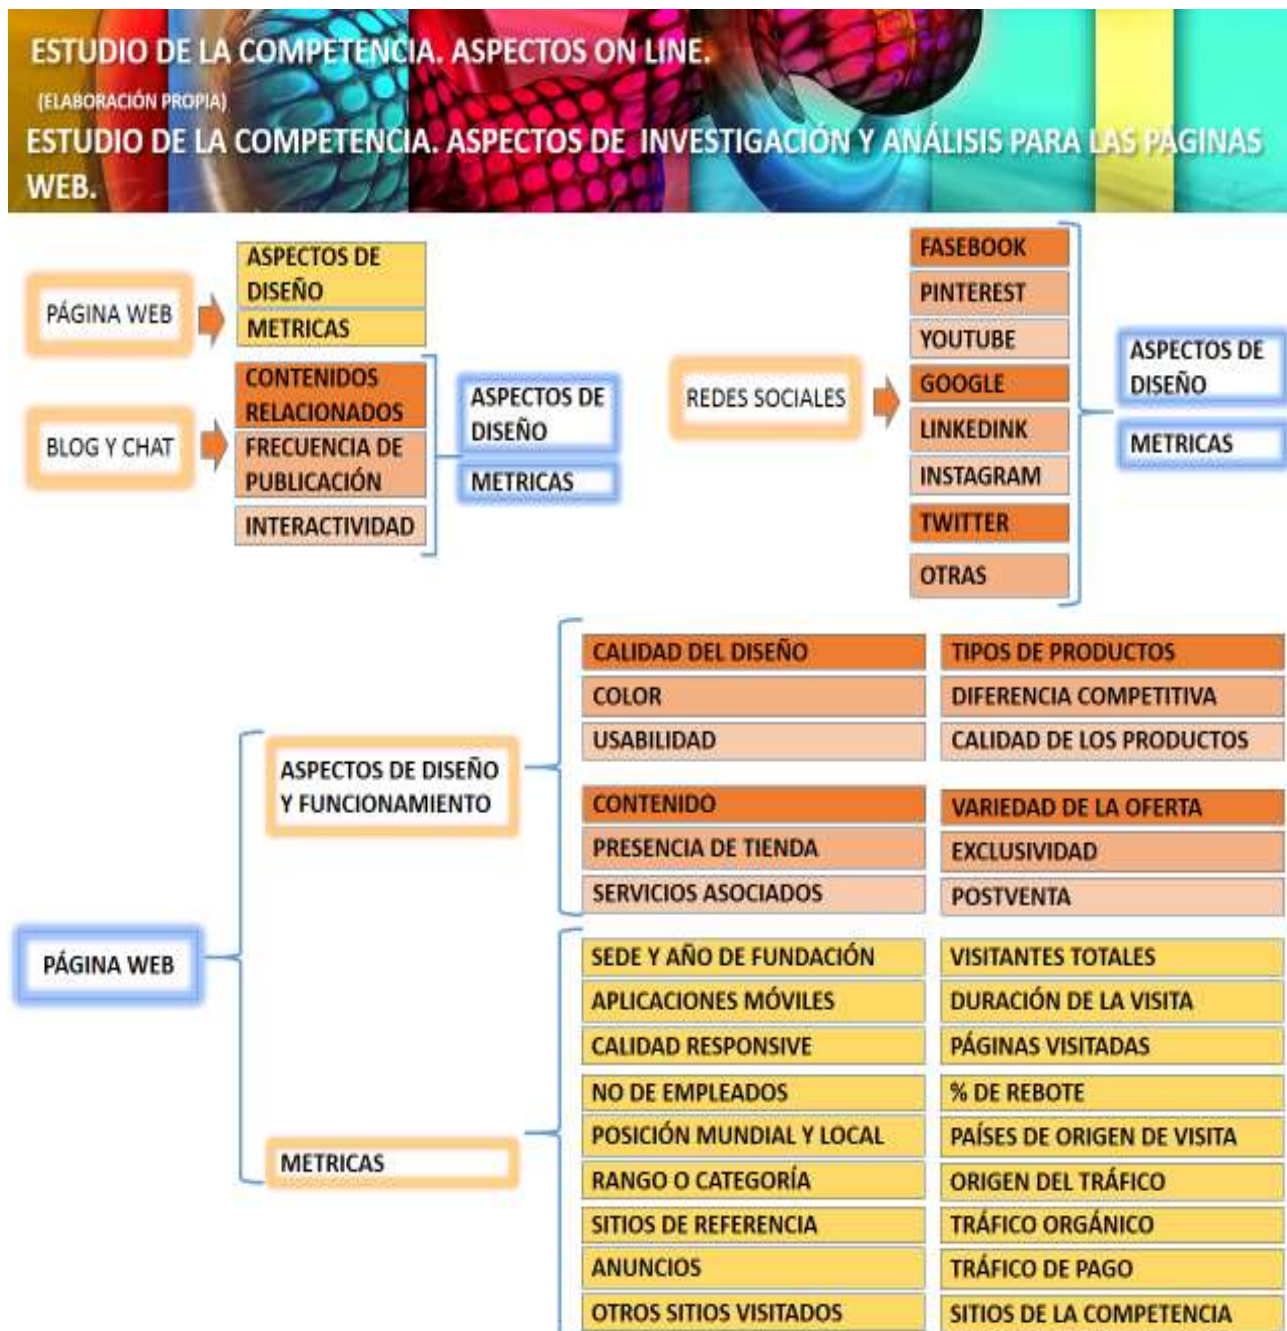 ESTUDIO DE LA COMPETENCIA. ASPECTOS ON LINE.
(ELABORACIÓN PROPIA)
ESTUDIO DE LA COMPETENCIA. ASPECTOS DE INVESTIGACIÓN Y ANÁLISIS PARA LAS PÁGINAS
WEB.
PÁGINA WEB
ASPECTOS DE
DISEÑO
METRICAS
BLOG Y CHAT
CONTENIDOS
RELACIONADOS
FRECUENCIA DE
PUBLICACIÓN
INTERACTIVIDAD
ASPECTOS DE
DISEÑO
METRICAS
REDES SOCIALES
FASEBOOK
PINTEREST
YOUTUBE
GOOGLE
LINKEDINK
INSTAGRAM
TWITTER
OTRAS
ASPECTOS DE
DISEÑO
METRICAS
PÁGINA WEB
ASPECTOS DE DISEÑO
Y FUNCIONAMIENTO
CALIDAD DEL DISEÑO
COLOR
USABILIDAD
CONTENIDO
PRESENCIA DE TIENDA
SERVICIOS ASOCIADOS
TIPOS DE PRODUCTOS
DIFERENCIA COMPETITIVA
CALIDAD DE LOS PRODUCTOS
VARIEDAD DE LA OFERTA
EXCLUSIVIDAD
POSTVENTA
METRICAS
SEDE Y AÑO DE FUNDACIÓN
APLICACIONES MÓVILES
CALIDAD RESPONSIVE
NO DE EMPLEADOS
POSICIÓN MUNDIAL Y LOCAL
RANGO O CATEGORÍA
SITIOS DE REFERENCIA
ANUNCIOS
OTROS SITIOS VISITADOS
VISITANTES TOTALES
DURACIÓN DE LA VISITA
PÁGINAS VISITADAS
% DE REBOTE
PAÍSES DE ORIGEN DE VISITA
ORIGEN DEL TRÁFICO
TRÁFICO ORGÁNICO
TRÁFICO DE PAGO
SITIOS DE LA COMPETENCIA